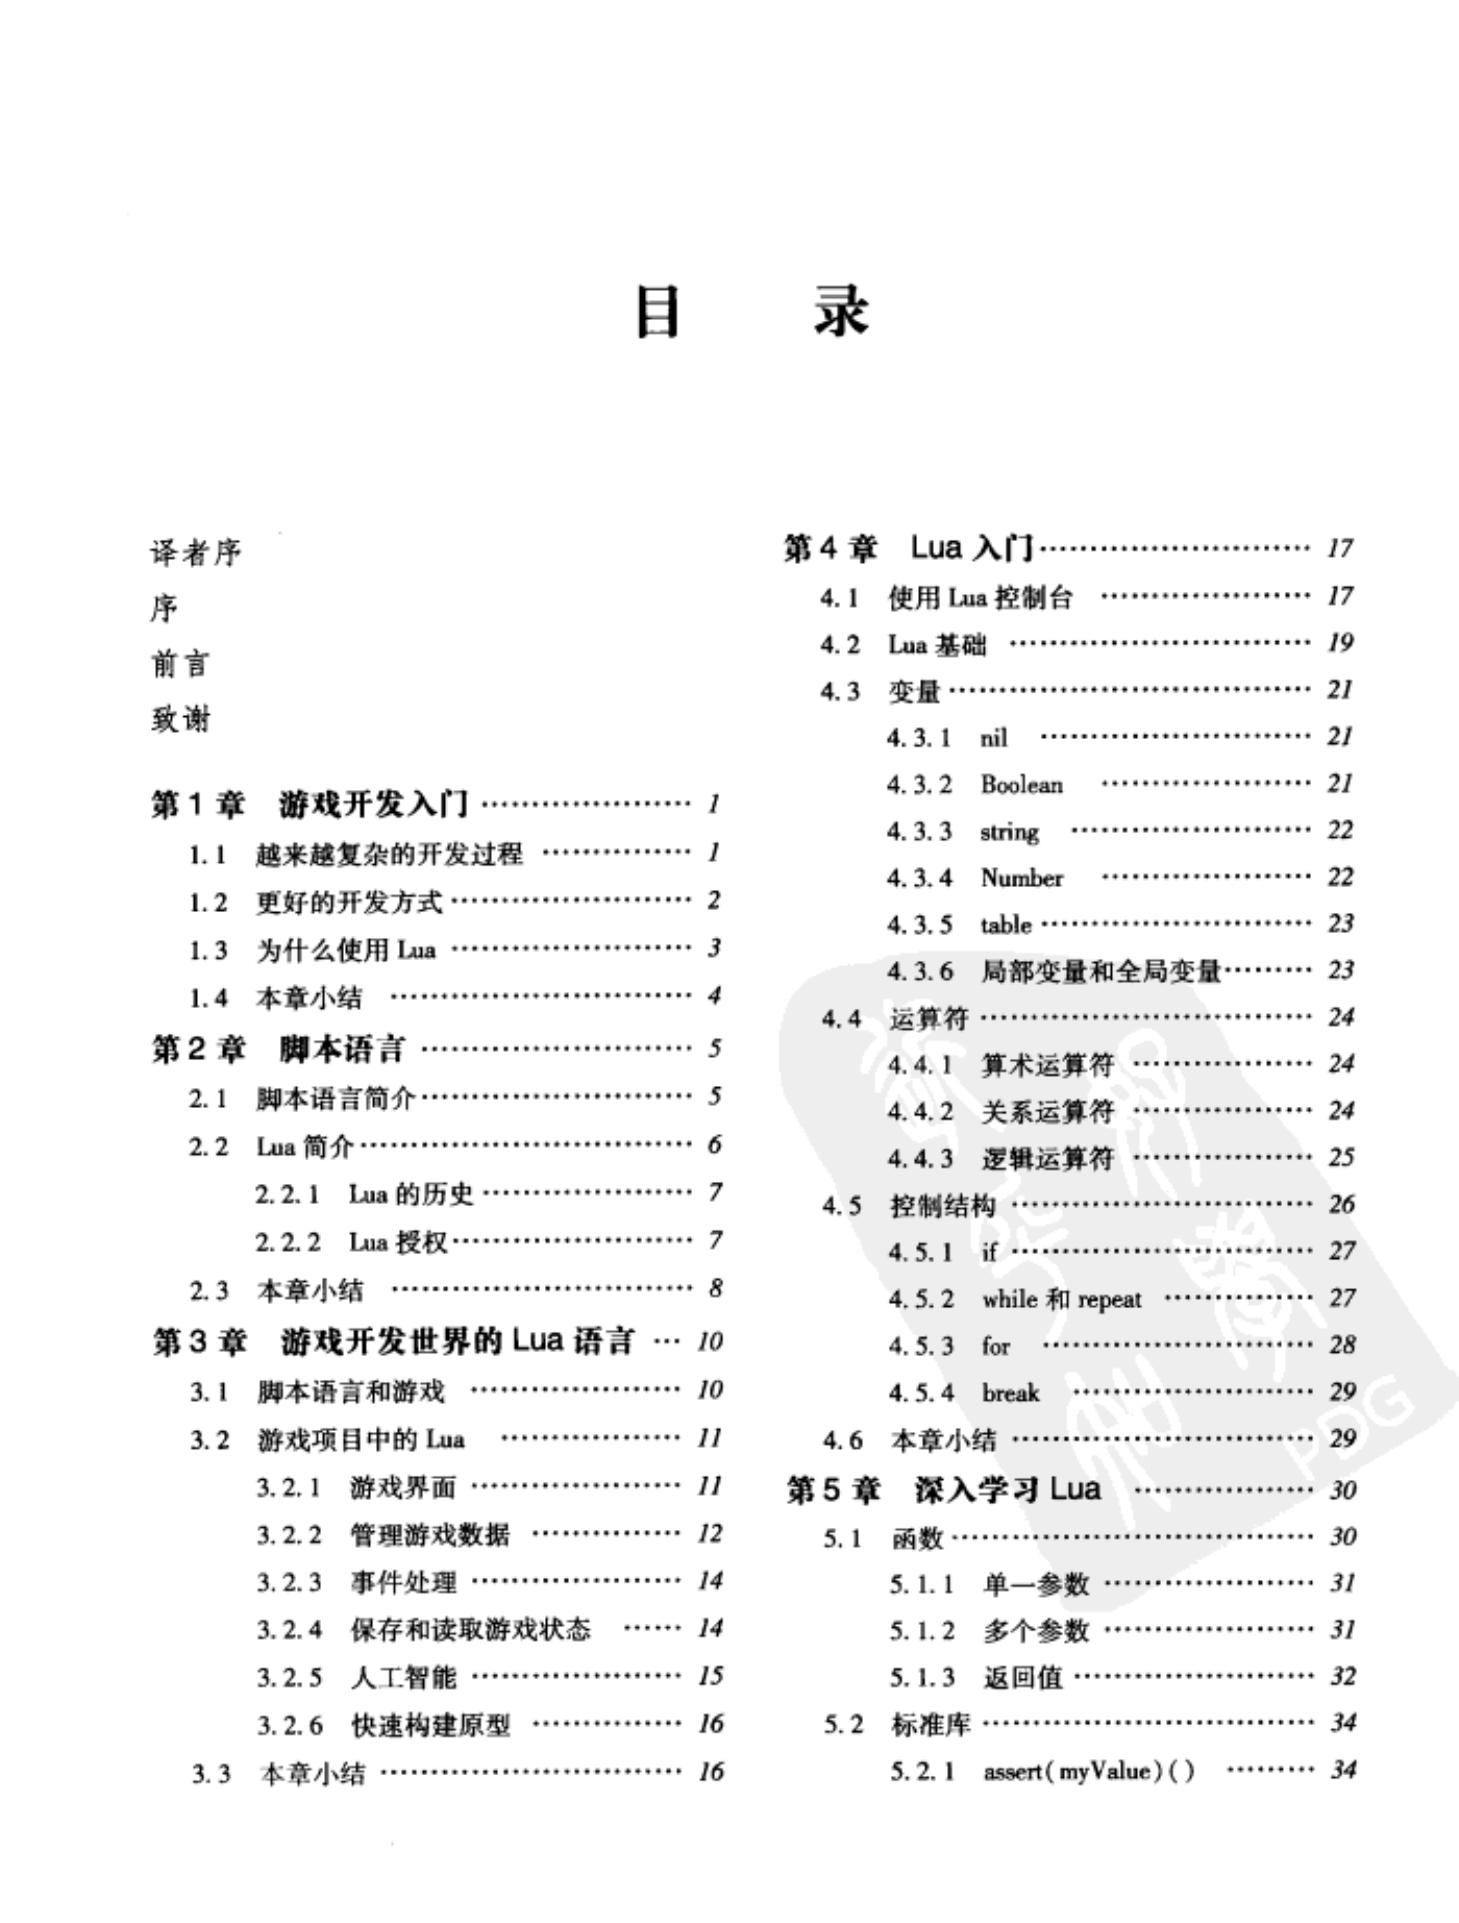 目 录
译者序
序
前言
致谢
第1章 游戏开发入门 …………………… 1
1.1 越来越复杂的开发过程 …………… 1
1.2 更好的开发方式 …………………… 2
1.3 为什么使用 Lua …………………… 3
1.4 本章小结 …………………………… 4
第2章 脚本语言 ………………………… 5
2.1 脚本语言简介 ……………………… 5
2.2 Lua 简介 …………………………… 6
2.2.1 Lua 的历史 …………………… 7
2.2.2 Lua 授权 ……………………… 7
2.3 本章小结 …………………………… 8
第3章 游戏开发世界的 Lua 语言 … 10
3.1 脚本语言和游戏 ………………… 10
3.2 游戏项目中的 Lua ……………… 11
3.2.1 游戏界面 …………………… 11
3.2.2 管理游戏数据 ……………… 12
3.2.3 事件处理 …………………… 14
3.2.4 保存和读取游戏状态 …… 14
3.2.5 人工智能 …………………… 15
3.2.6 快速构建原型 ……………… 16
3.3 本章小结 ………………………… 16
第4章 Lua 入门 ……………………… 17
4.1 使用 Lua 控制台 ………………… 17
4.2 Lua 基础 ………………………… 19
4.3 变量 ……………………………… 21
4.3.1 nil …………………………… 21
4.3.2 Boolean ……………………… 21
4.3.3 string ………………………… 22
4.3.4 Number ……………………… 22
4.3.5 table ………………………… 23
4.3.6 局部变量和全局变量 ……… 23
4.4 运算符 …………………………… 24
4.4.1 算术运算符 ………………… 24
4.4.2 关系运算符 ………………… 24
4.4.3 逻辑运算符 ………………… 25
4.5 控制结构 ………………………… 26
4.5.1 if …………………………… 27
4.5.2 while 和 repeat …………… 27
4.5.3 for …………………………… 28
4.5.4 break ………………………… 29
4.6 本章小结 ………………………… 29
第5章 深入学习 Lua ………………… 30
5.1 函数 ……………………………… 30
5.1.1 单一参数 …………………… 31
5.1.2 多个参数 …………………… 31
5.1.3 返回值 ……………………… 32
5.2 标准库 …………………………… 34
5.2.1 assert(myValue)() ………… 34
PDG